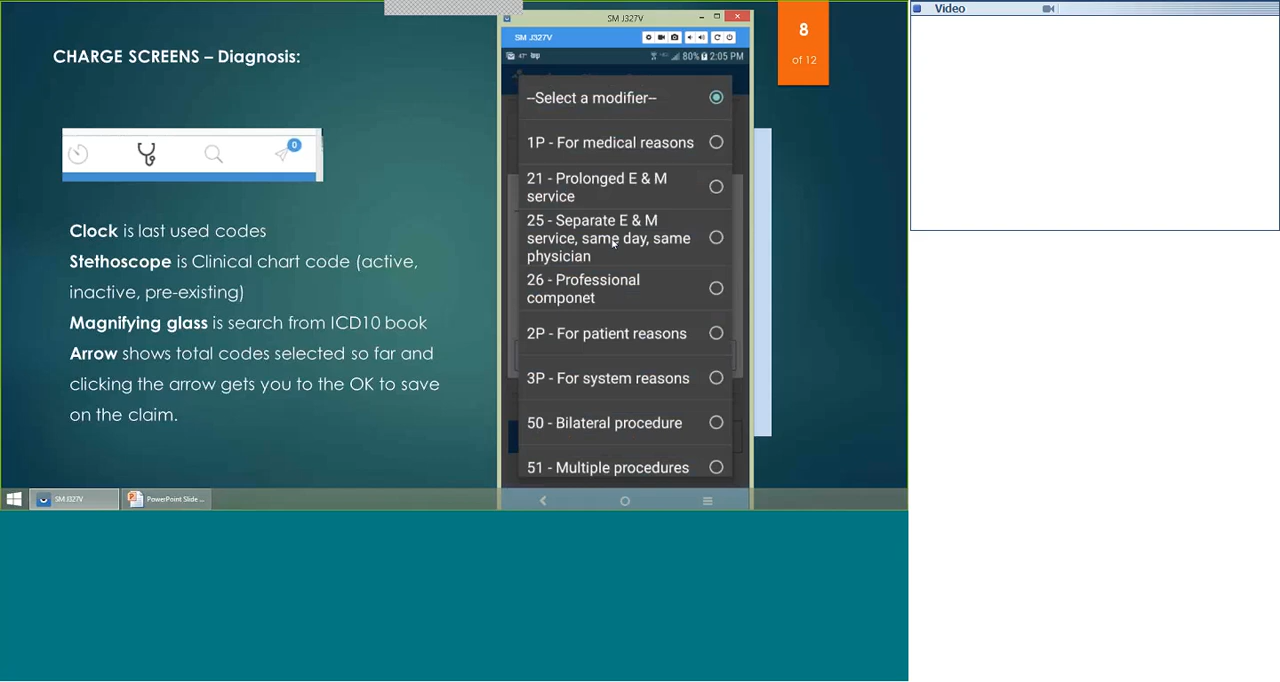 CHARGE SCREENS – Diagnosis:
0
Clock is last used codes
Stethoscope is Clinical chart code (active,
inactive, pre-existing)
Magnifying glass is search from ICD10 book
Arrow shows total codes selected so far and
clicking the arrow gets you to the OK to save
on the claim.
SM J327V
SM J327V
47°
80% 2:05 PM
--Select a modifier--
1P - For medical reasons
21 - Prolonged E & M
service
25 - Separate E & M
service, same day, same
physician
26 - Professional
componet
2P - For patient reasons
3P - For system reasons
50 - Bilateral procedure
51 - Multiple procedures
8
of 12
Video
SM J327V
PowerPoint Slide ...